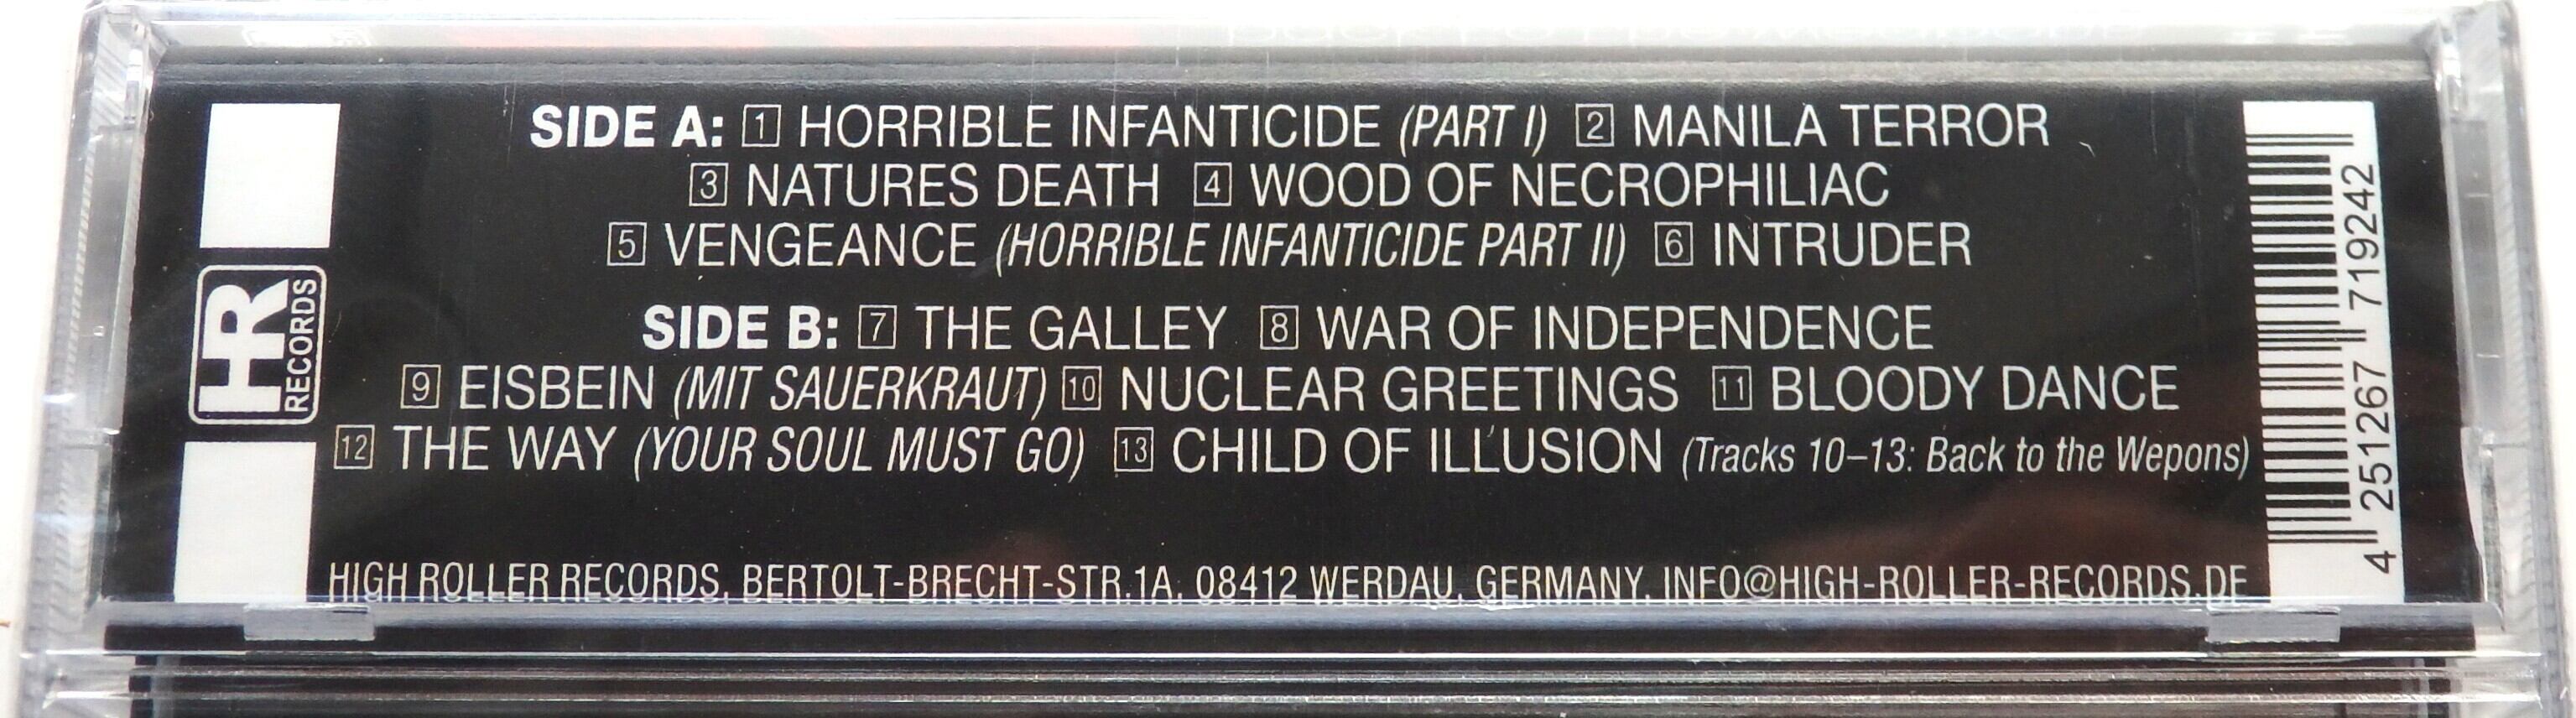 SIDE A: 1 HORRIBLE INFANTICIDE (PART I) 2 MANILA TERROR
3 NATURES DEATH 4 WOOD OF NECROPHILIAC
5 VENGEANCE (HORRIBLE INFANTICIDE PART II) 6 INTRUDER
SIDE B: 7 THE GALLEY 8 WAR OF INDEPENDENCE
9 EISBEIN (MIT SAUERKRAUT) 10 NUCLEAR GREETINGS 11 BLOODY DANCE
12 THE WAY (YOUR SOUL MUST GO) 13 CHILD OF ILLUSION (Tracks 10–13: Back to the Wepons)
HIGH ROLLER RECORDS, BERTOLT-BRECHT-STR.1A, 08412 WERDAU, GERMANY, INFO@HIGH-ROLLER-RECORDS.DE
HR
RECORDS
4 251267 719242